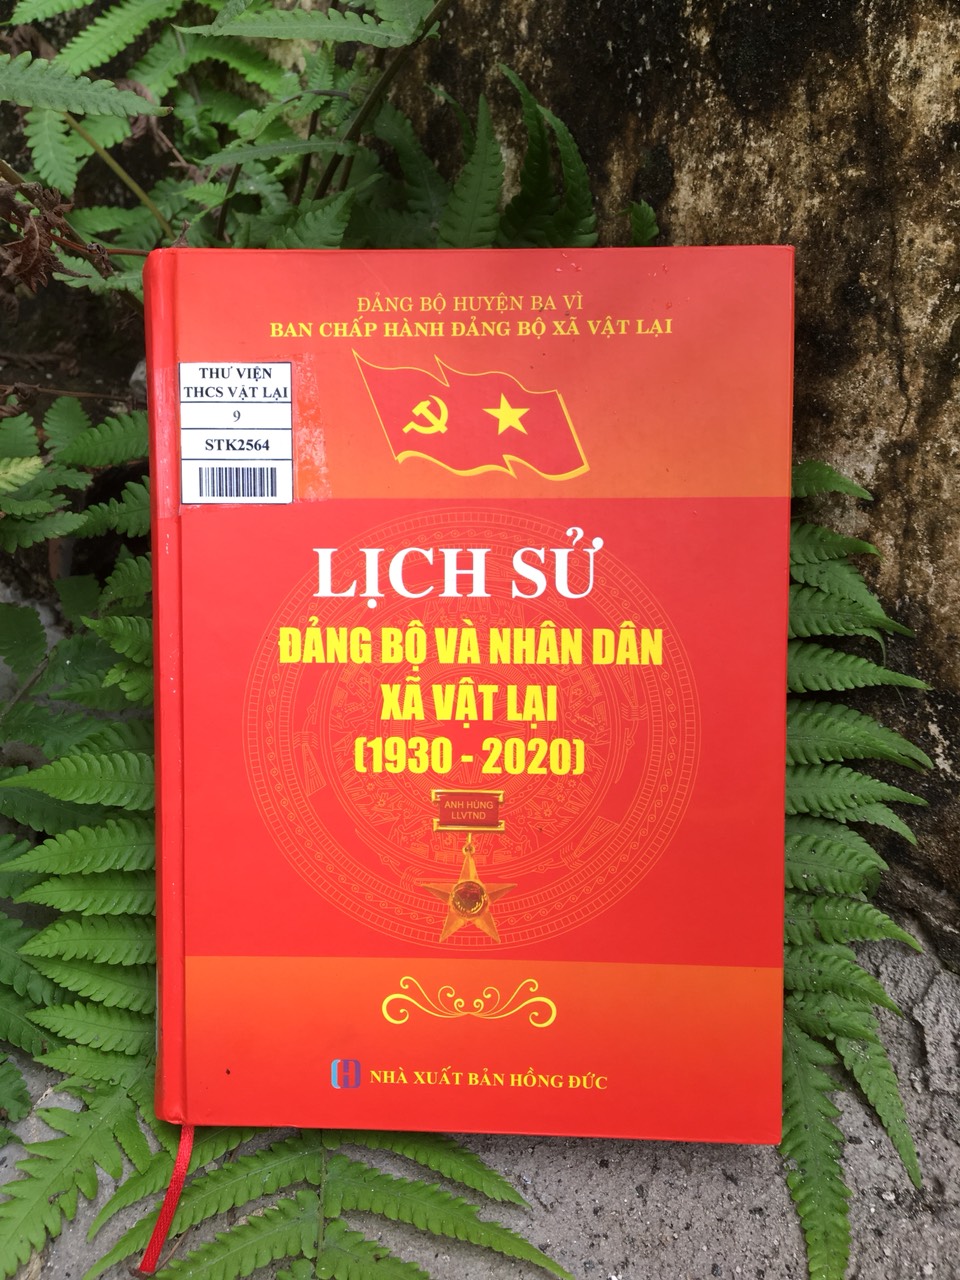 ĐẢNG BỘ HUYỆN BA VÌ
BAN CHẤP HÀNH ĐẢNG BỘ XÃ VẬT LẠI
THƯ VIỆN
THCS VẬT LẠI
9
STK2564
LỊCH SỬ
ĐẢNG BỘ VÀ NHÂN DÂN
XÃ VẬT LẠI
(1930 - 2020)
ANH HÙNG
LLVTND
NHÀ XUẤT BẢN HỒNG ĐỨC